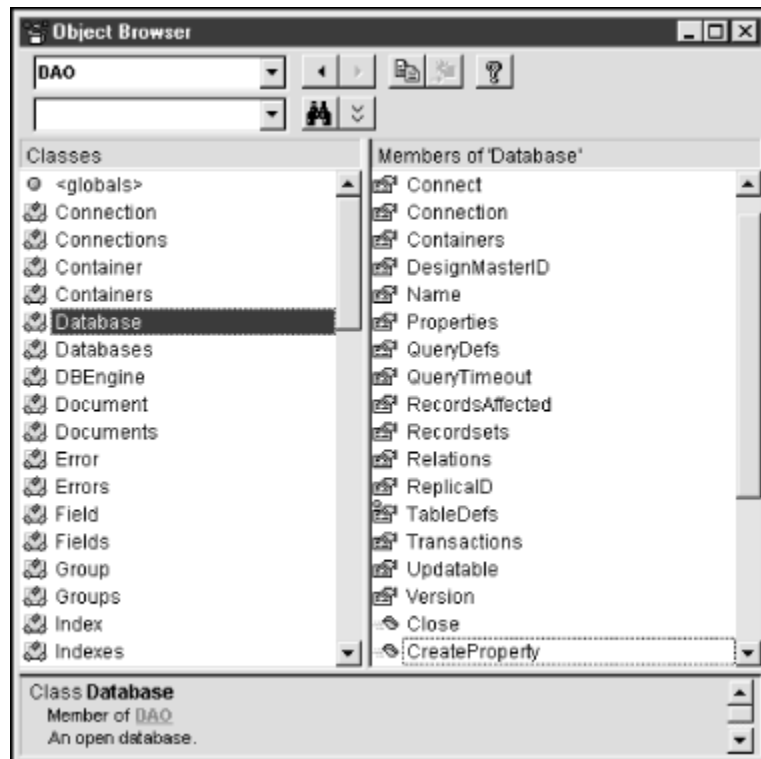 Object Browser
DAO
Classes
Members of 'Database'
<globals>
Connection
Connections
Container
Containers
Database
Databases
DBEngine
Document
Documents
Error
Errors
Field
Fields
Group
Groups
Index
Indexes
Connect
Connection
Containers
DesignMasterID
Name
Properties
QueryDefs
QueryTimeout
RecordsAffected
Recordsets
Relations
ReplicaID
TableDefs
Transactions
Updatable
Version
Close
CreateProperty
Class Database
Member of DAO
An open database.